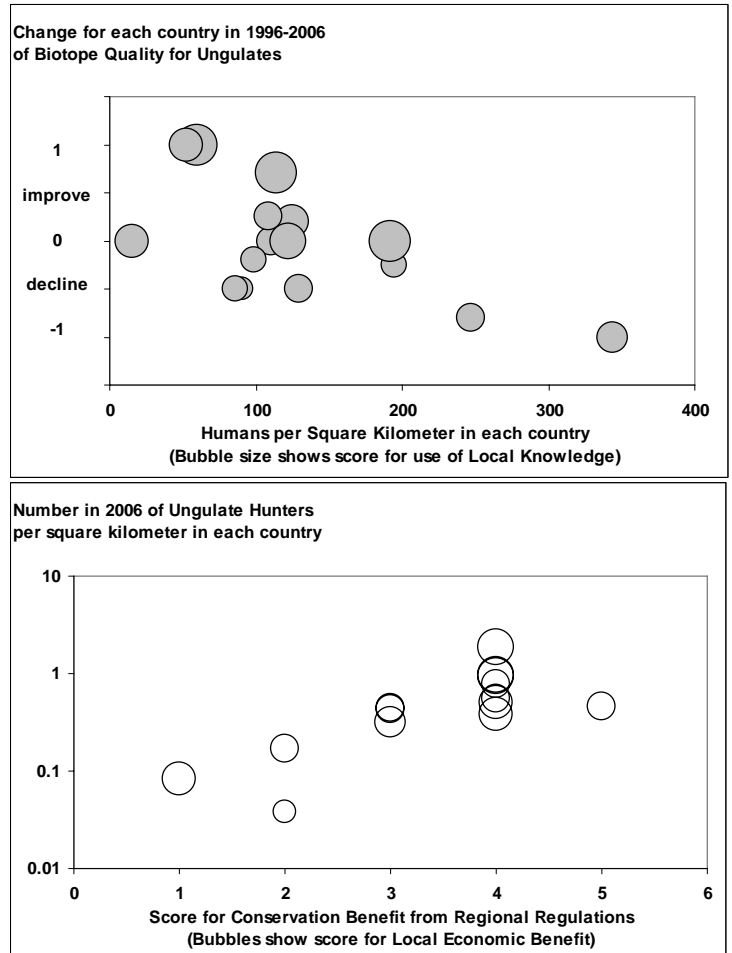 Change for each country in 1996-2006
of Biotope Quality for Ungulates
1
improve
0
decline
-1
0 100 200 300 400
Humans per Square Kilometer in each country
(Bubble size shows score for use of Local Knowledge)
Number in 2006 of Ungulate Hunters
per square kilometer in each country
10
1
0.1
0.01
0 1 2 3 4 5 6
Score for Conservation Benefit from Regional Regulations
(Bubbles show score for Local Economic Benefit)